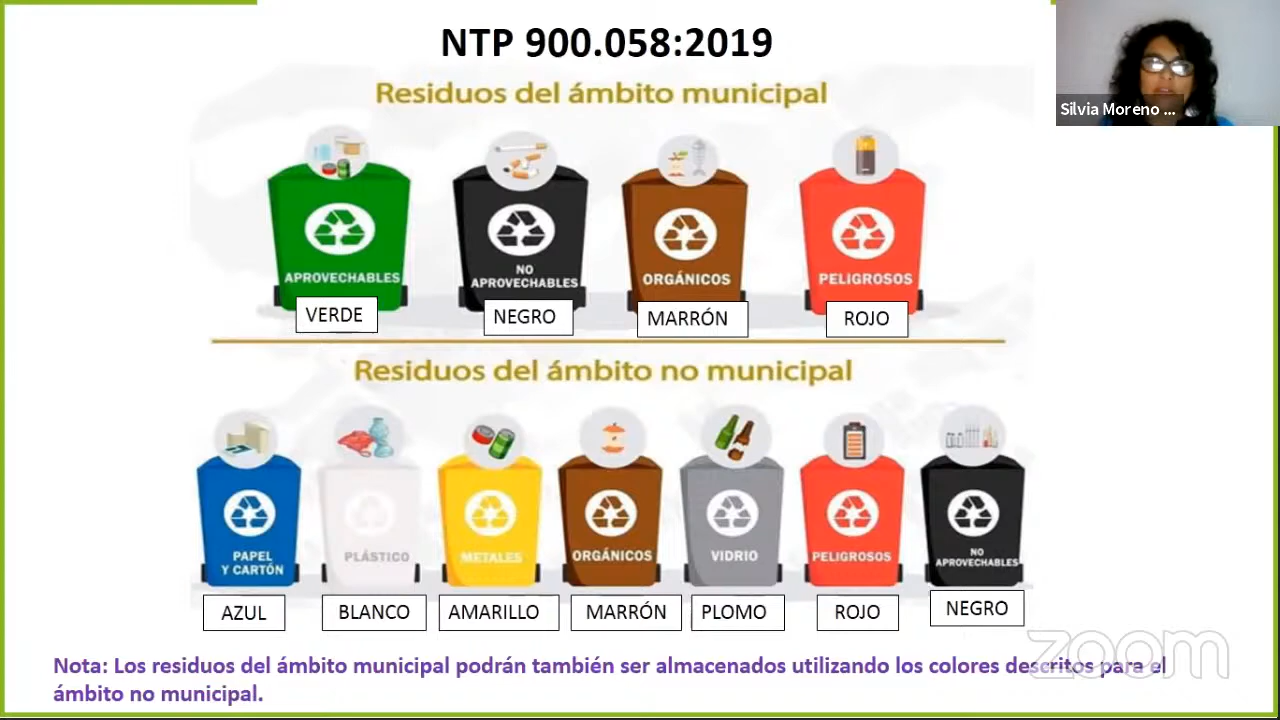 NTP 900.058:2019
Silvia Moreno ...
Residuos del ámbito municipal
APROVECHABLES
NO
APROVECHABLES
ORGÁNICOS
PELIGROSOS
VERDE
NEGRO
MARRÓN
ROJO
Residuos del ámbito no municipal
PAPEL
Y CARTÓN
PLÁSTICO
METALES
ORGÁNICOS
VIDRIO
PELIGROSOS
NO
APROVECHABLES
AZUL
BLANCO
AMARILLO
MARRÓN
PLOMO
ROJO
NEGRO
zoom
Nota: Los residuos del ámbito municipal podrán también ser almacenados utilizando los colores descritos para el
ámbito no municipal.